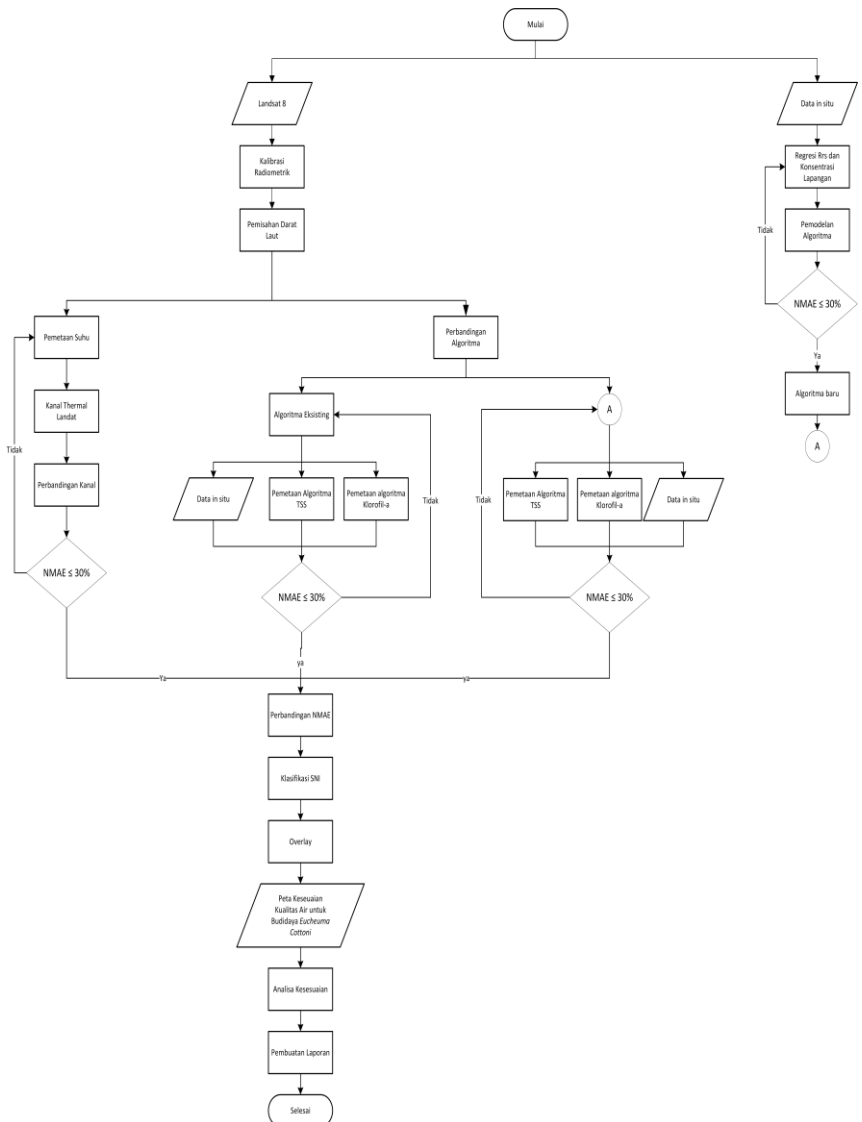 Mulai
Landsat 8
Data in situ
Kalibrasi
Radiometrik
Regresi Rrs dan
Konsentrasi
Lapangan
Pemisahan Darat
Laut
Pemodelan
Algoritma
Tidak
NMAE ≤ 30%
Ya
Algoritma baru
A
Pemetaan Suhu
Perbandingan
Algoritma
Kanal Thermal
Landat
Tidak
Perbandingan Kanal
NMAE ≤ 30%
Algoritma Eksisting
A
Data in situ
Pemetaan Algoritma
TSS
Pemetaan algoritma
Klorofil-a
Tidak
NMAE ≤ 30%
Tidak
Pemetaan Algoritma
TSS
Pemetaan algoritma
Klorofil-a
Data in situ
NMAE ≤ 30%
Ya
ya
ya
Perbandingan NMAE
Klasifikasi SNI
Overlay
Peta Keseuaian
Kualitas Air untuk
Budidaya Eucheuma
Cottoni
Analisa Kesesuaian
Pembuatan Laporan
Selesai